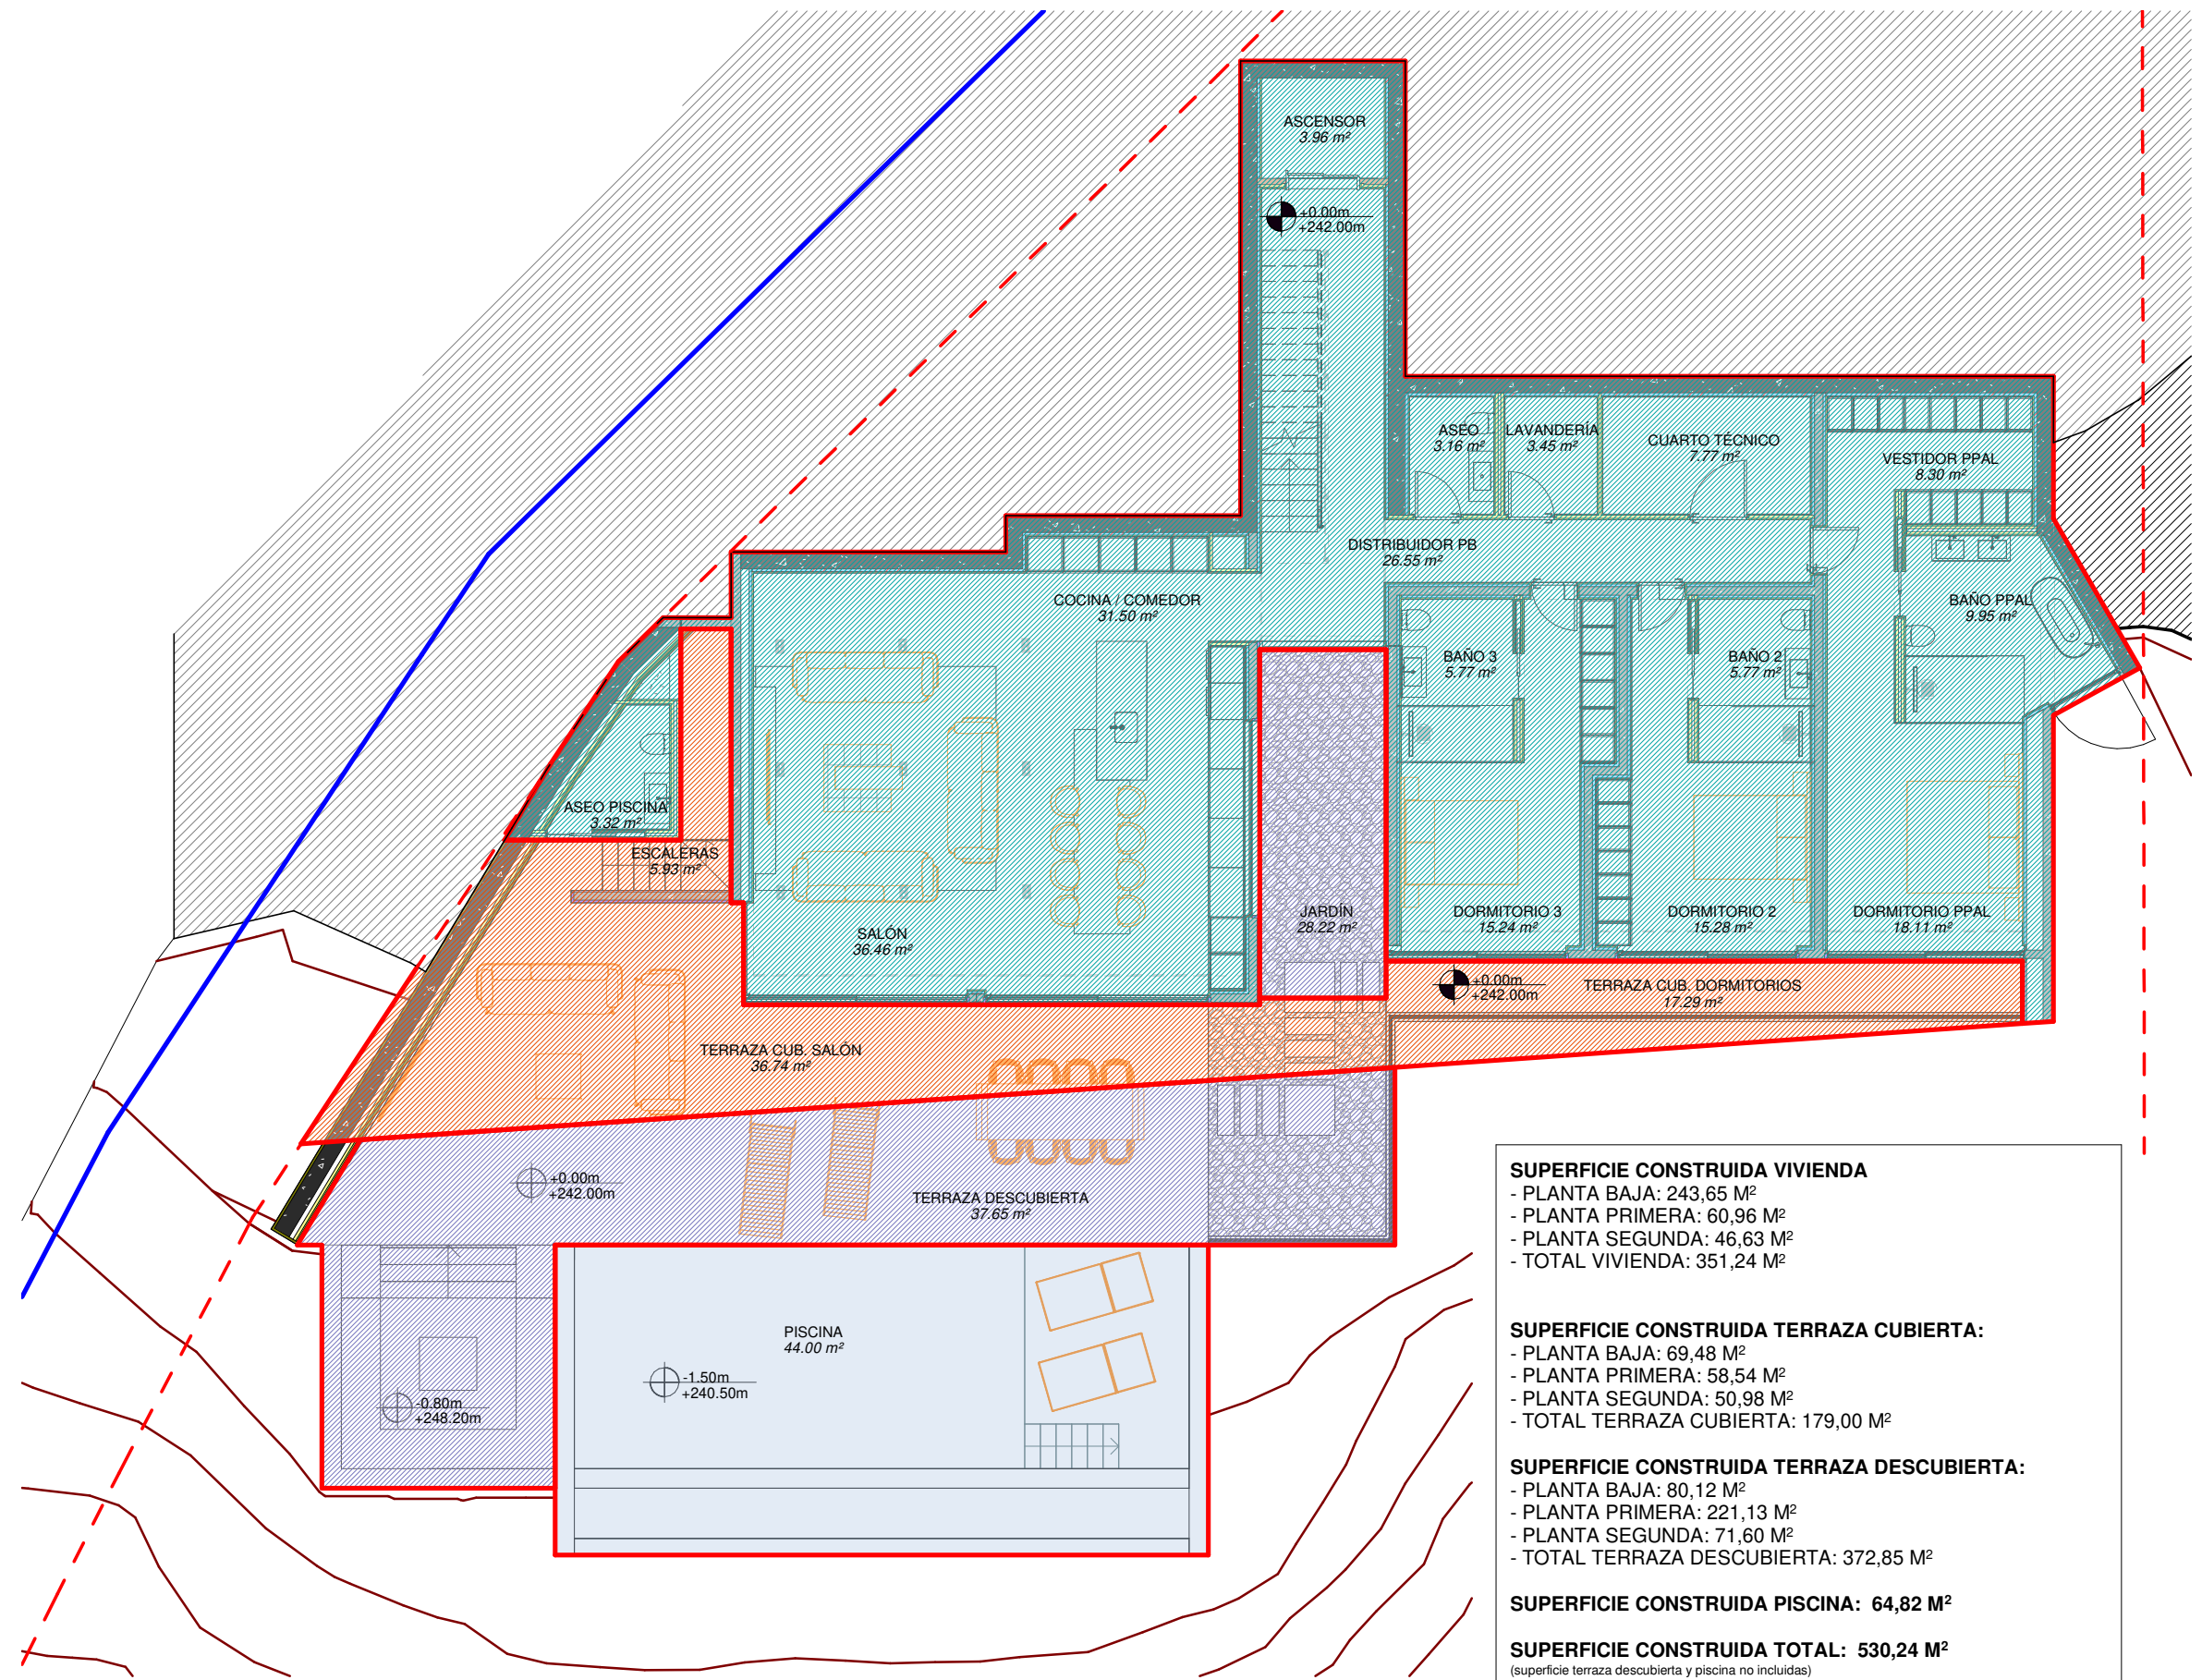 ASCENSOR
3.96 m²
+0.00m
+242.00m
ASEO
3.16 m²
LAVANDERÍA
3.45 m²
CUARTO TÉCNICO
7.77 m²
VESTIDOR PPAL
8.30 m²
DISTRIBUIDOR PB
26.55 m²
COCINA / COMEDOR
31.50 m²
BAÑO PPAL
9.95 m²
BAÑO 3
5.77 m²
BAÑO 2
5.77 m²
ASEO PISCINA
3.32 m²
ESCALERAS
5.93 m²
SALÓN
36.46 m²
JARDÍN
28.22 m²
DORMITORIO 3
15.24 m²
DORMITORIO 2
15.28 m²
DORMITORIO PPAL
18.11 m²
+0.00m
+242.00m
TERRAZA CUB. DORMITORIOS
17.29 m²
TERRAZA CUB. SALÓN
36.74 m²
+0.00m
+242.00m
TERRAZA DESCUBIERTA
37.65 m²
PISCINA
44.00 m²
-1.50m
+240.50m
-0.80m
+248.20m
SUPERFICIE CONSTRUIDA VIVIENDA
- PLANTA BAJA: 243,65 M²
- PLANTA PRIMERA: 60,96 M²
- PLANTA SEGUNDA: 46,63 M²
- TOTAL VIVIENDA: 351,24 M²
SUPERFICIE CONSTRUIDA TERRAZA CUBIERTA:
- PLANTA BAJA: 69,48 M²
- PLANTA PRIMERA: 58,54 M²
- PLANTA SEGUNDA: 50,98 M²
- TOTAL TERRAZA CUBIERTA: 179,00 M²
SUPERFICIE CONSTRUIDA TERRAZA DESCUBIERTA:
- PLANTA BAJA: 80,12 M²
- PLANTA PRIMERA: 221,13 M²
- PLANTA SEGUNDA: 71,60 M²
- TOTAL TERRAZA DESCUBIERTA: 372,85 M²
SUPERFICIE CONSTRUIDA PISCINA: 64,82 M²
SUPERFICIE CONSTRUIDA TOTAL: 530,24 M²
(superficie terraza descubierta y piscina no incluidas)